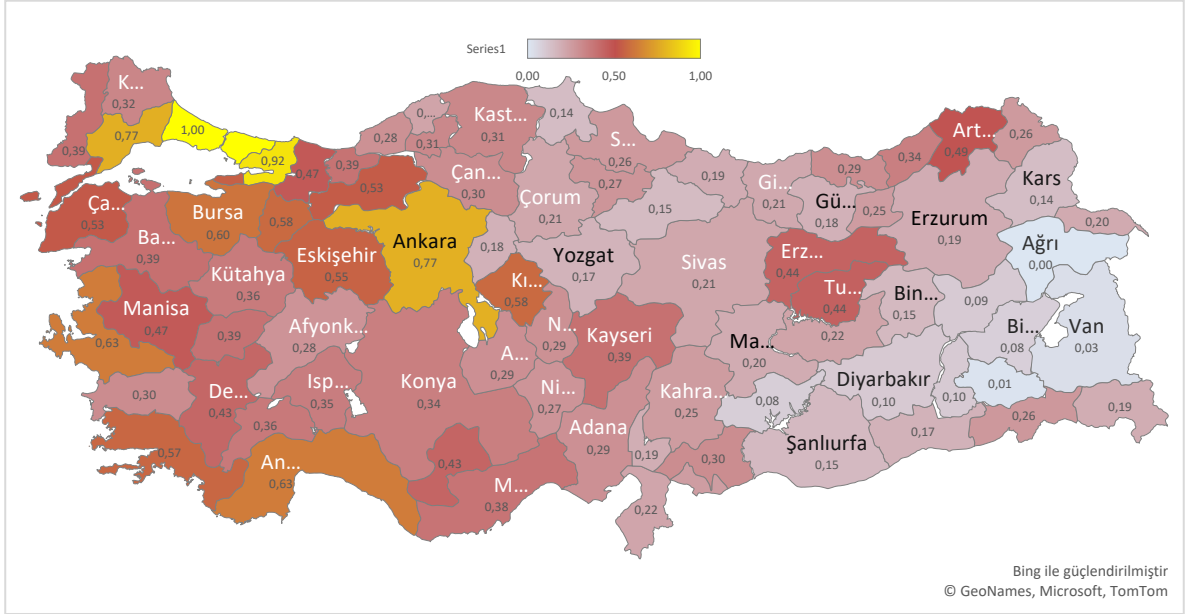 Series1
0,00 0,50 1,00
K...
0,32
0,77
1,00
0,92
0,39
0,47
0,39
0,28
0,...
0,31
Kast...
0,31
0,14
S...
0,26
0,27
Çan...
0,30
0,53
Çorum
0,21
0,15
0,19
Gi...
0,21
Gü...
0,18
0,29
0,25
0,34
Art...
0,49
0,26
Kars
0,14
0,20
Erzurum
0,19
Ağrı
0,00
Ça...
0,53
Ba...
0,39
Bursa
0,60
0,58
Eskişehir
0,55
Ankara
0,77
0,18
Kı...
0,58
Yozgat
0,17
Sivas
0,21
Erz...
0,44
Tu...
0,44
Bin...
0,15
0,09
Bi...
0,08
Van
0,03
Kütahya
0,36
Manisa
0,47
0,63
0,39
Afyonk...
0,28
N...
0,29
Kayseri
0,39
Ma...
0,20
0,22
Diyarbakır
0,10
0,10
0,01
0,30
De...
0,43
Isp...
0,35
Konya
0,34
A...
0,29
Ni...
0,27
Kahra...
0,25
0,08
0,26
0,19
0,17
Şanlıurfa
0,15
0,57
0,36
An...
0,63
0,43
M...
0,38
Adana
0,29
0,19
0,30
0,22
Bing ile güçlendirilmiştir
© GeoNames, Microsoft, TomTom